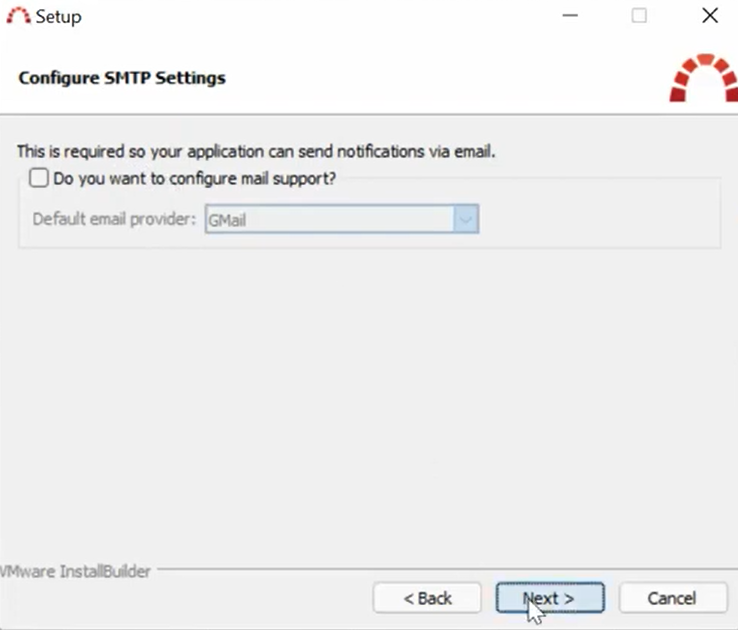 Setup
Configure SMTP Settings
This is required so your application can send notifications via email.
Do you want to configure mail support?
Default email provider: GMail
VMware InstallBuilder
< Back Next > Cancel